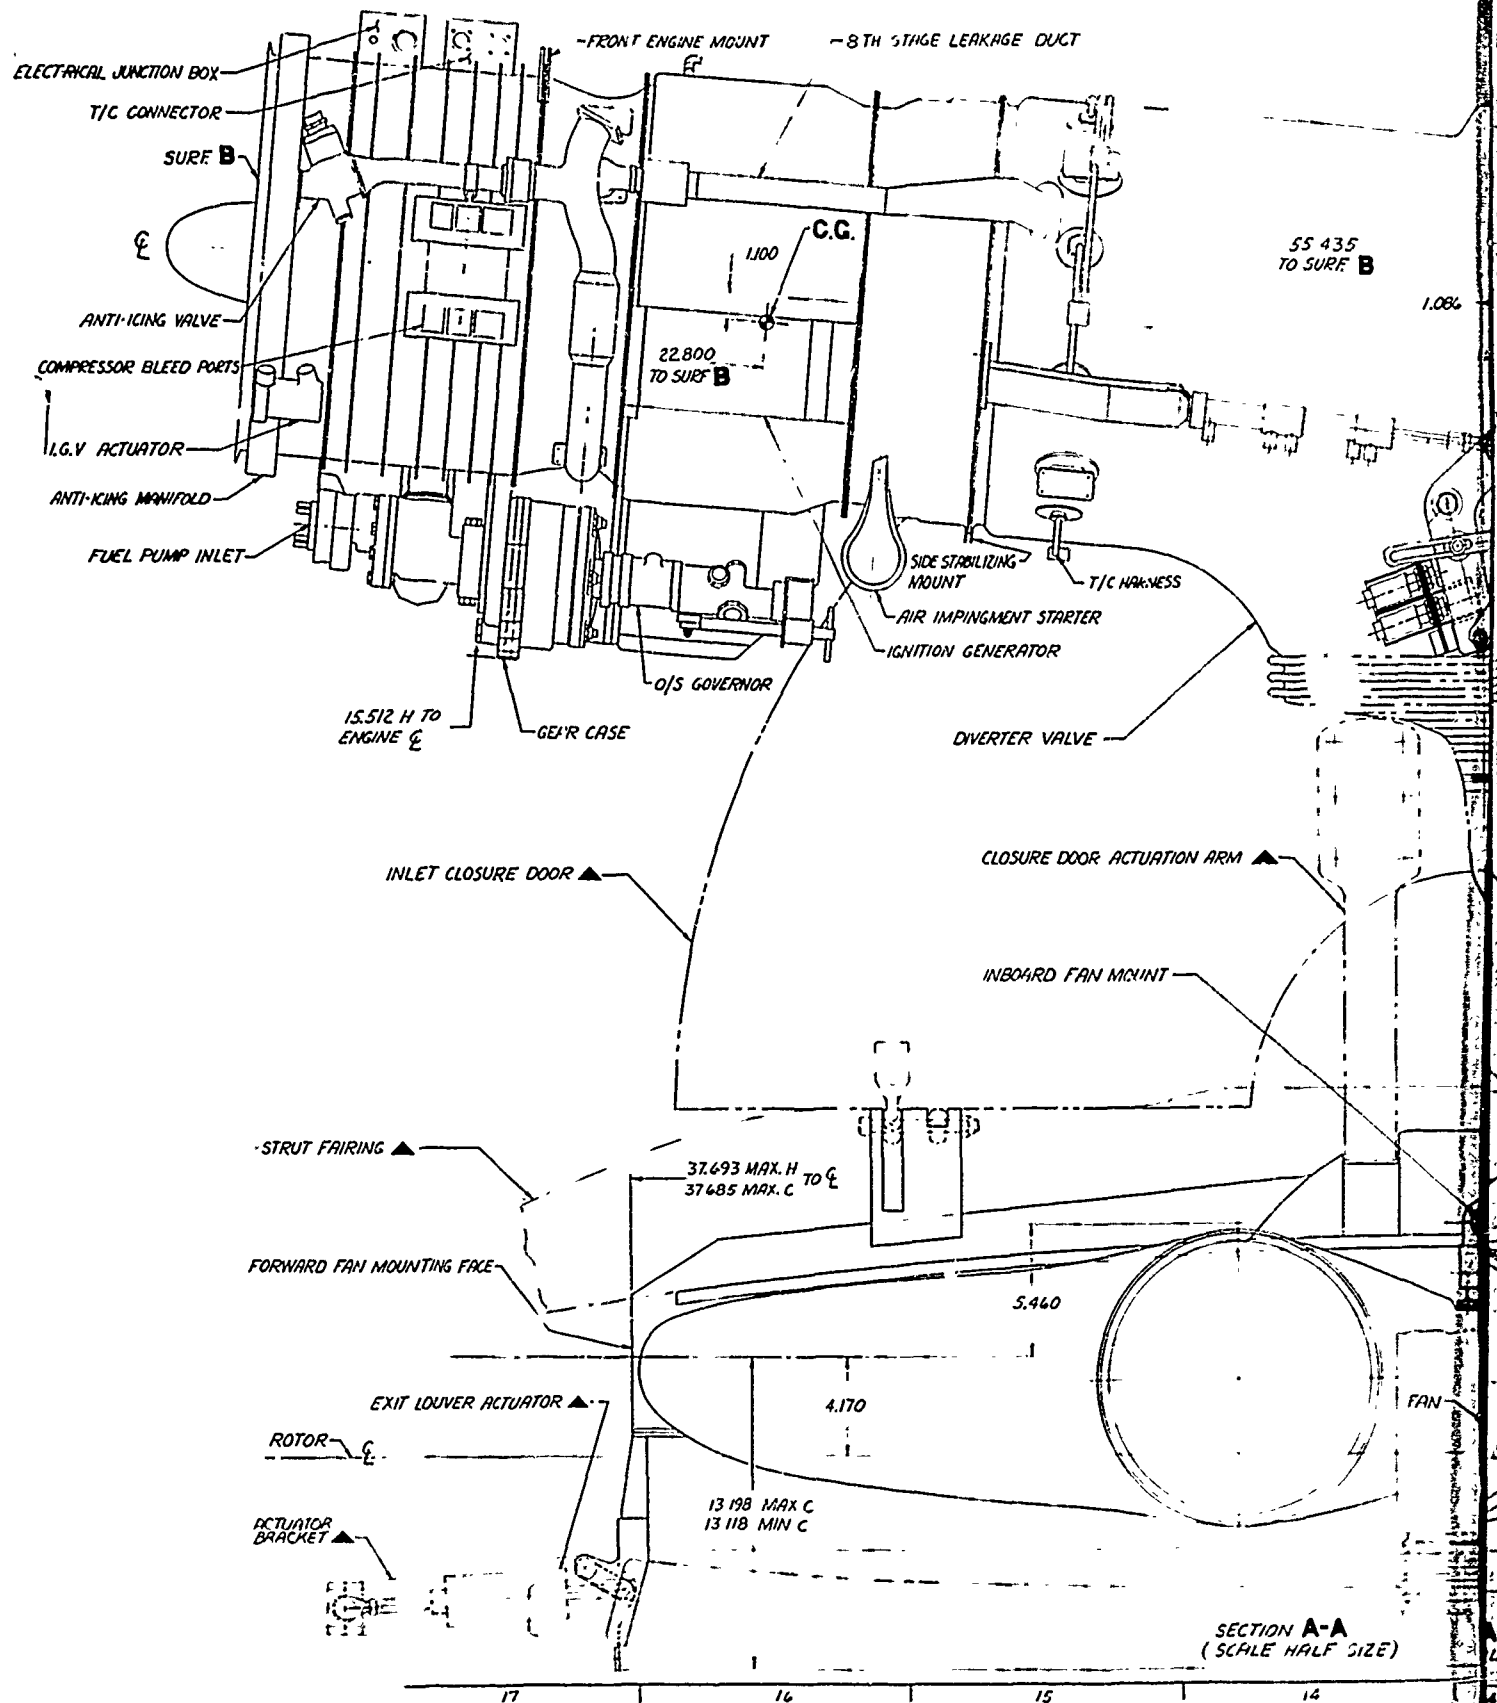 -FRONT ENGINE MOUNT
-8TH STAGE LEAKAGE DUCT
ELECTRICAL JUNCTION BOX
T/C CONNECTOR
SURF. B
C.G.
1.100
55 435
TO SURF. B
℄
1.086
ANTI-ICING VALVE
COMPRESSOR BLEED PORTS
22.800
TO SURF B
I.G.V ACTUATOR
ANTI-ICING MANIFOLD
FUEL PUMP INLET
SIDE STABILIZING
MOUNT
T/C HARNESS
AIR IMPINGMENT STARTER
IGNITION GENERATOR
O/S GOVERNOR
15.512 H TO
ENGINE ℄
GEAR CASE
DIVERTER VALVE
INLET CLOSURE DOOR ▲
CLOSURE DOOR ACTUATION ARM ▲
INBOARD FAN MOUNT
STRUT FAIRING ▲
37.693 MAX. H
37.685 MAX. C
TO ℄
FORWARD FAN MOUNTING FACE
5.460
EXIT LOUVER ACTUATOR ▲
4.170
FAN
ROTOR ℄
13 198 MAX C
13 118 MIN C
ACTUATOR
BRACKET ▲
SECTION A-A
(SCALE HALF SIZE)
17 16 15 14